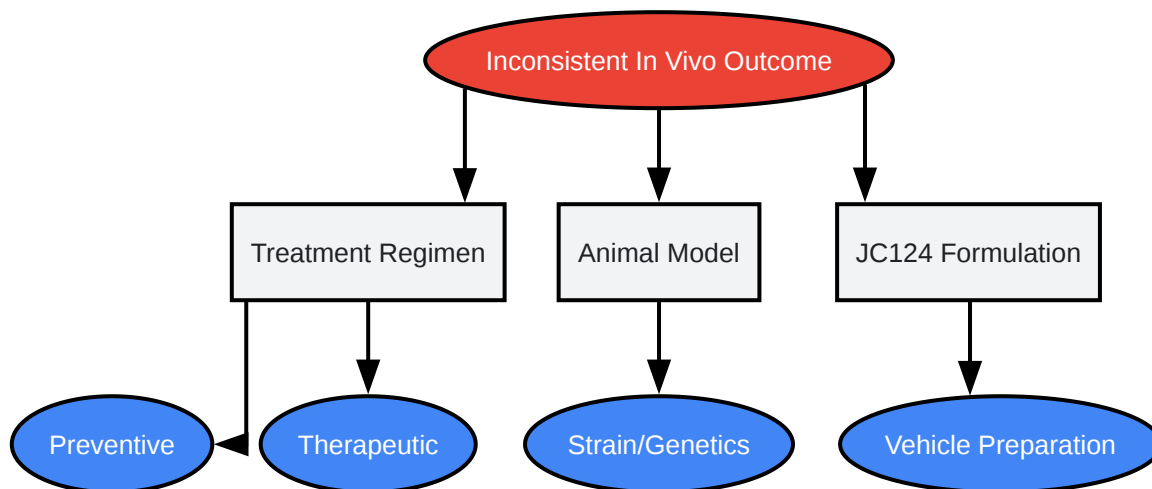 Inconsistent In Vivo Outcome
Treatment Regimen
Animal Model
JC124 Formulation
Preventive
Therapeutic
Strain/Genetics
Vehicle Preparation